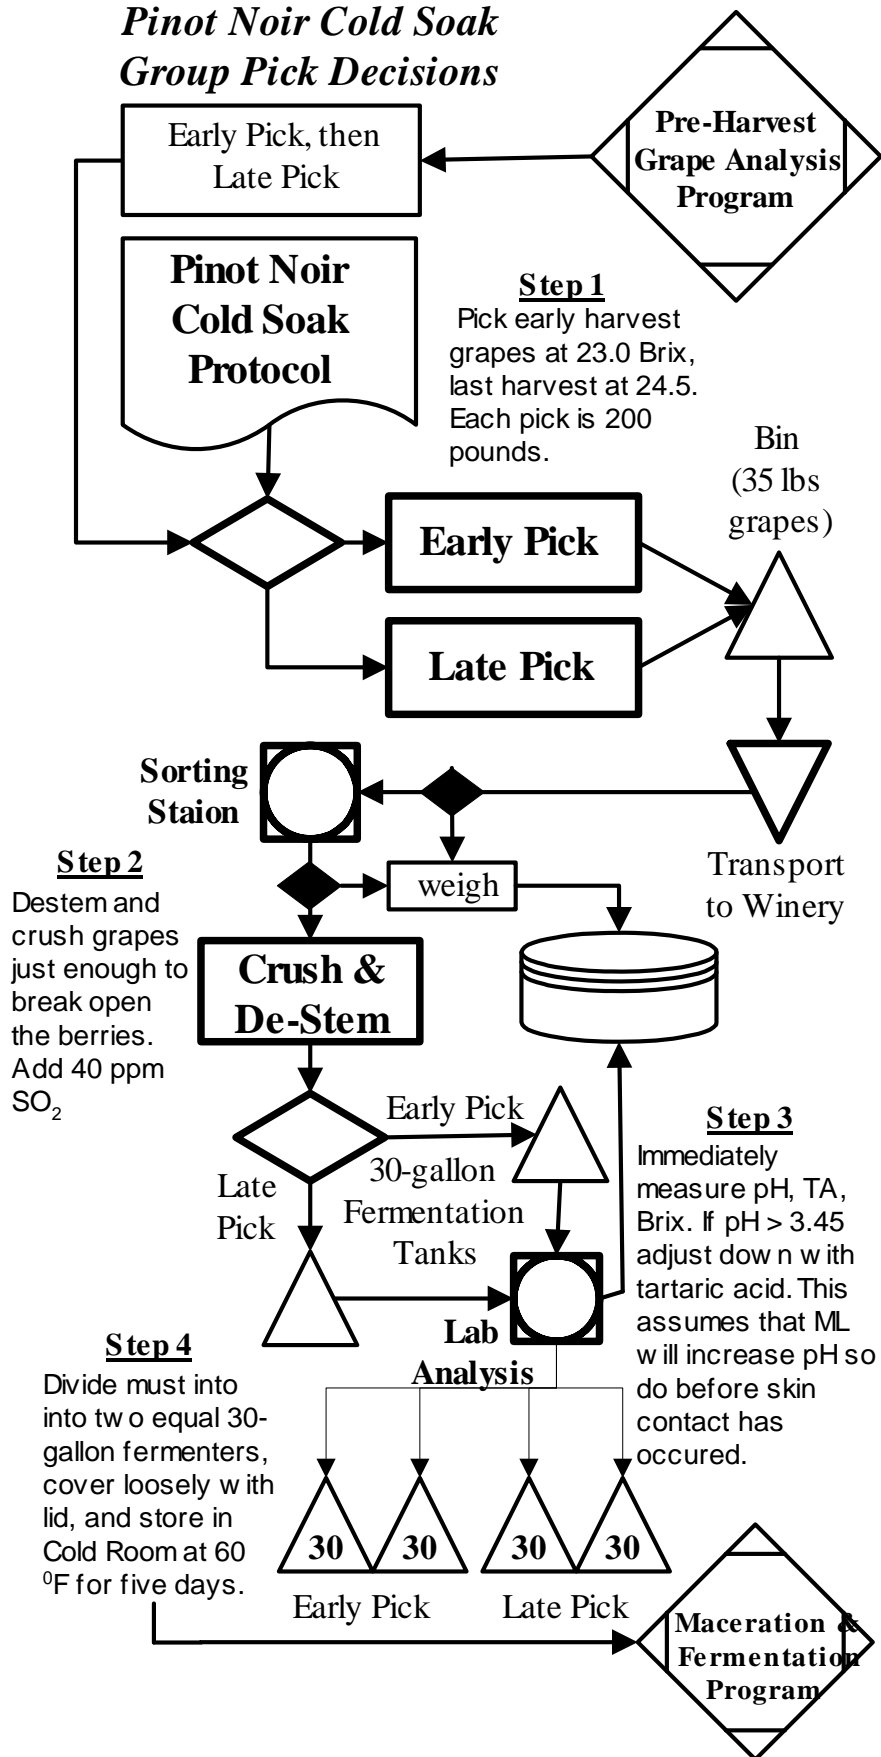 Pinot Noir Cold Soak
Group Pick Decisions
Pre-Harvest
Grape Analysis
Program
Early Pick, then
Late Pick
Pinot Noir
Cold Soak
Protocol
Step 1
Pick early harvest
grapes at 23.0 Brix,
last harvest at 24.5.
Each pick is 200
pounds.
Bin
(35 lbs
grapes)
Early Pick
Late Pick
Sorting
Staion
Transport
to Winery
weigh
Step 2
Destem and
crush grapes
just enough to
break open
the berries.
Add 40 ppm
SO₂
Crush &
De-Stem
Early Pick
Late
Pick
30-gallon
Fermentation
Tanks
Step 3
Immediately
measure pH, TA,
Brix. If pH > 3.45
adjust down with
tartaric acid. This
assumes that ML
will increase pH so
do before skin
contact has
occured.
Lab
Analysis
Step 4
Divide must into
into two equal 30-
gallon fermenters,
cover loosely with
lid, and store in
Cold Room at 60
⁰F for five days.
30 30 30 30
Early Pick Late Pick
Maceration &
Fermentation
Program